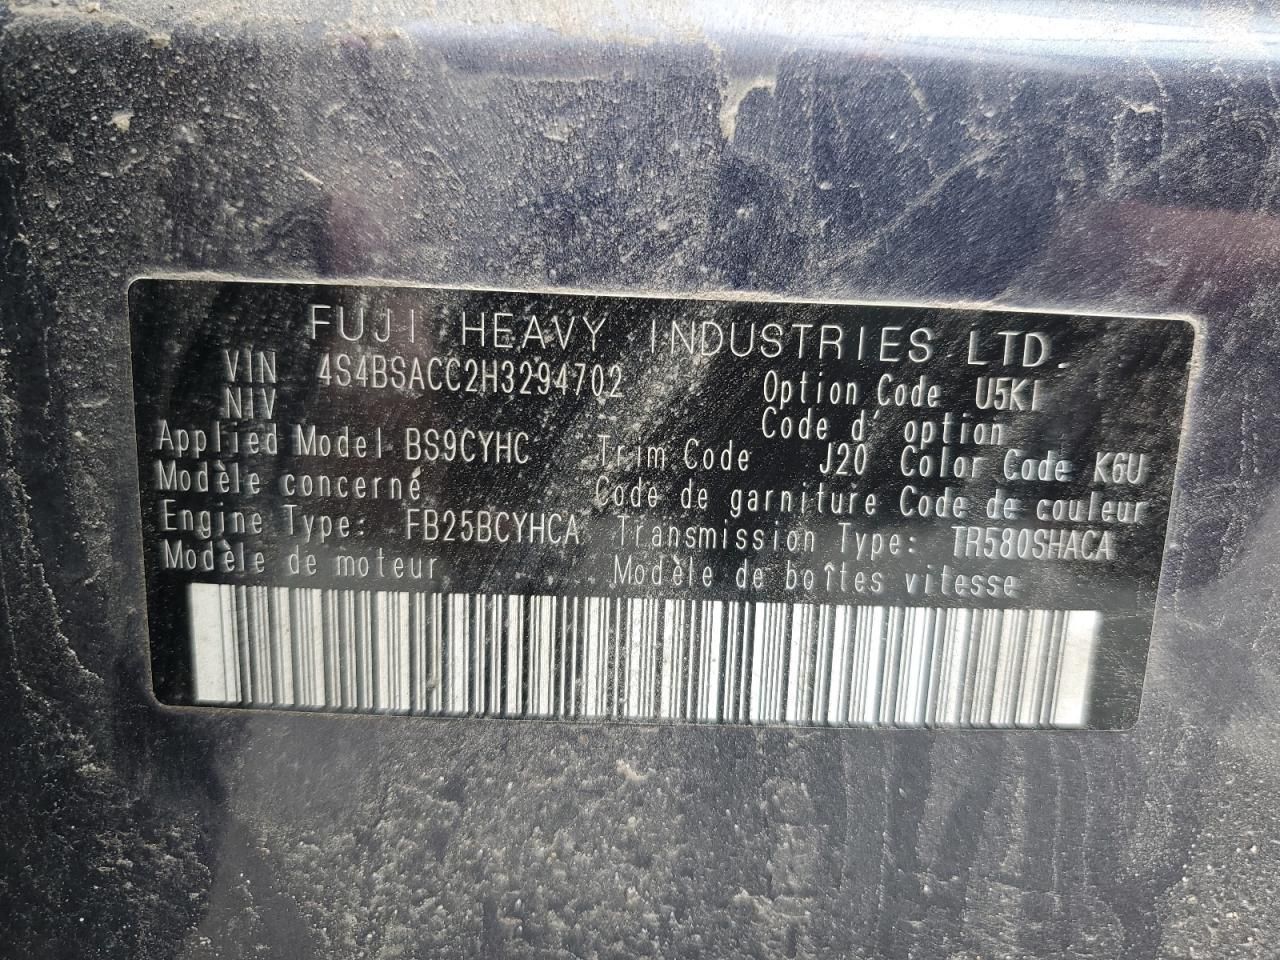 FUJI HEAVY INDUSTRIES LTD.
VIN 4S4BSACC2H3294702 Option Code U5KI
NIV Code d' option
Applied Model BS9CYHC Trim Code J20 Color Code K6U
Modèle concerné Code de garniture Code de couleur
Engine Type: FB25BCYHCA Transmission Type: TR580SHACA
Modèle de moteur Modèle de boîtes vitesse